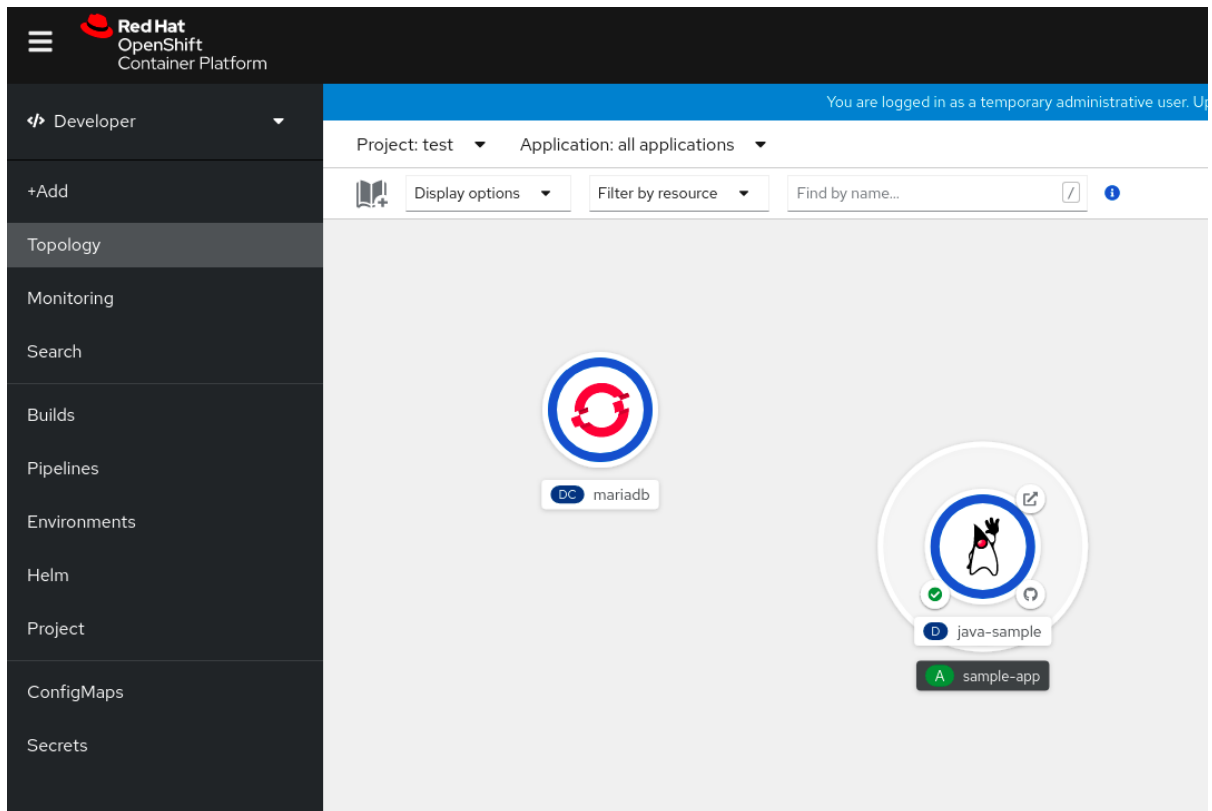 Red Hat
OpenShift
Container Platform
Developer
You are logged in as a temporary administrative user.
Project: test
Application: all applications
+Add
Display options
Filter by resource
Find by name...
/
Topology
Monitoring
Search
Builds
DC mariadb
Pipelines
Environments
Helm
Project
D java-sample
A sample-app
ConfigMaps
Secrets